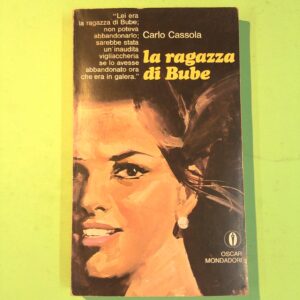 "Lei era
la ragazza di Bube;
non poteva
abbandonarlo;
sarebbe stata
un inaudita
vigliaccheria
se lo avesse
abbandonato ora
che era in galera."
Carlo Cassola
la ragazza
di Bube
OSCAR
MONDADORI